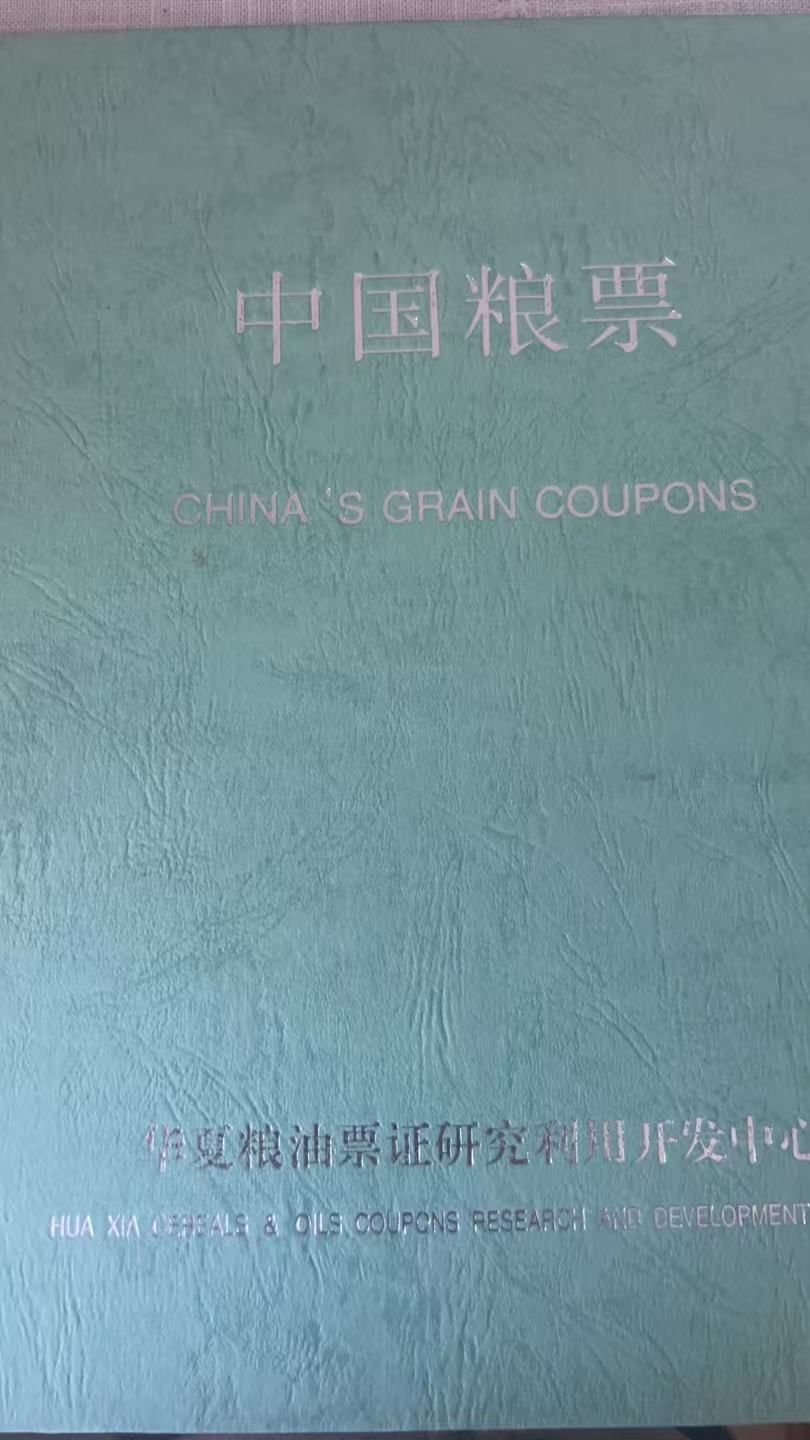 中国粮票
CHINA 'S GRAIN COUPONS
华夏粮油票证研究利用开发中心
HUA XIA CEREALS & OILS COUPONS RESEARCH AND DEVELOPMENT